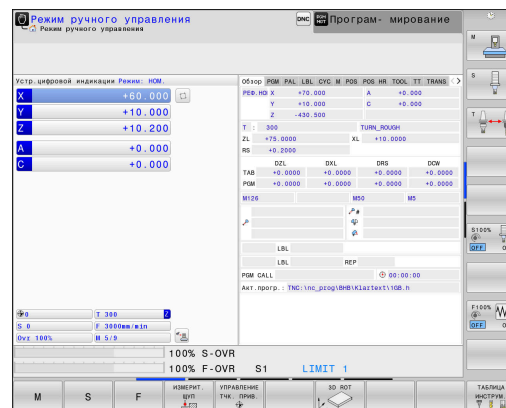 Режим ручного управления
DNC
Програм- мирование
Режим ручного управления
Устр.цифровой индикации Режим: НОМ.
X +60.000
Y +10.000
Z +10.200
A +0.000
C +0.000
0
T 300 Z
S 0
F 3000mm/min
Ovr 100%
M 5/9
Обзор PGM PAL LBL CYC M POS POS HR TOOL TT TRANS
РЕФ.НОМ X +70.000 A +0.000
Y +10.000 C +0.000
Z -430.500
T : 300 TURN_ROUGH
ZL +75.0000 XL +10.0000
RS +0.2000
DZL DXL DRS DCW
TAB +0.0000 +0.0000 +0.0000 +0.0000
PGM +0.0000 +0.0000 +0.0000 +0.0000
M126 M50 M5
LBL
LBL REP
PGM CALL 00:00:00
Акт.прогр.: TNC:\nc_prog\BHB\Klartext\1GB.h
100% S-OVR
100% F-OVR S1 LIMIT 1
M
S
T
S100%
OFF
F100%
OFF
M
S
F
ИЗМЕРИТ. ЩУП
УПРАВЛЕНИЕ ТЧК. ПРИВ.
3D ROT
ТАБЛИЦА ИНСТРУМ.